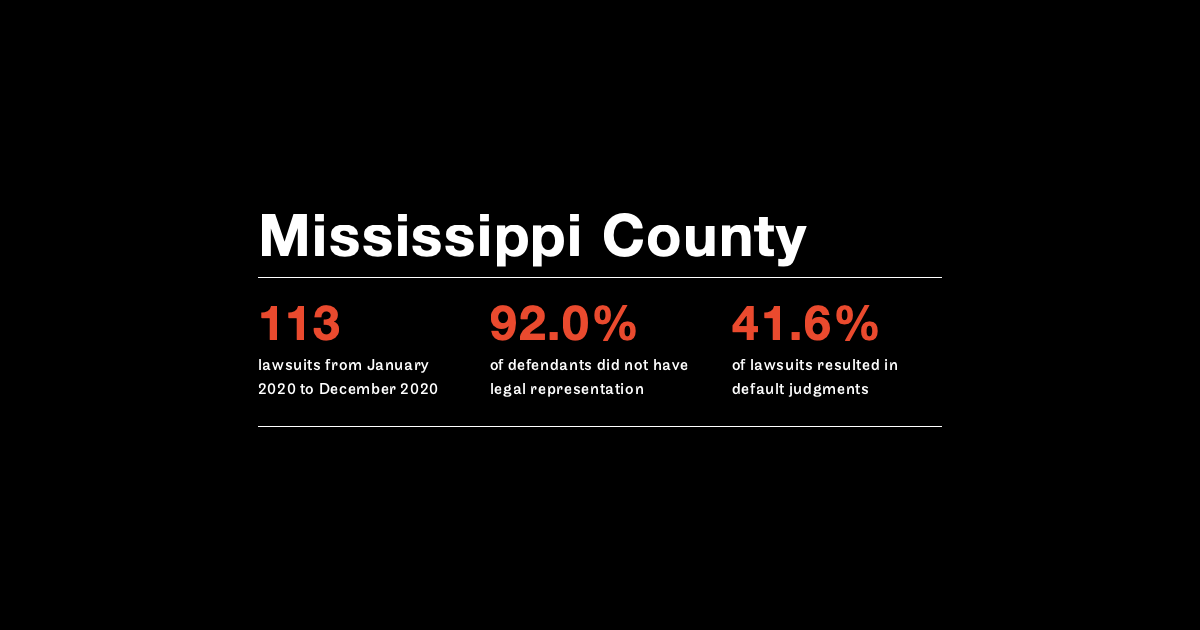 Mississippi County
113
lawsuits from January
2020 to December 2020
92.0%
of defendants did not have
legal representation
41.6%
of lawsuits resulted in
default judgments